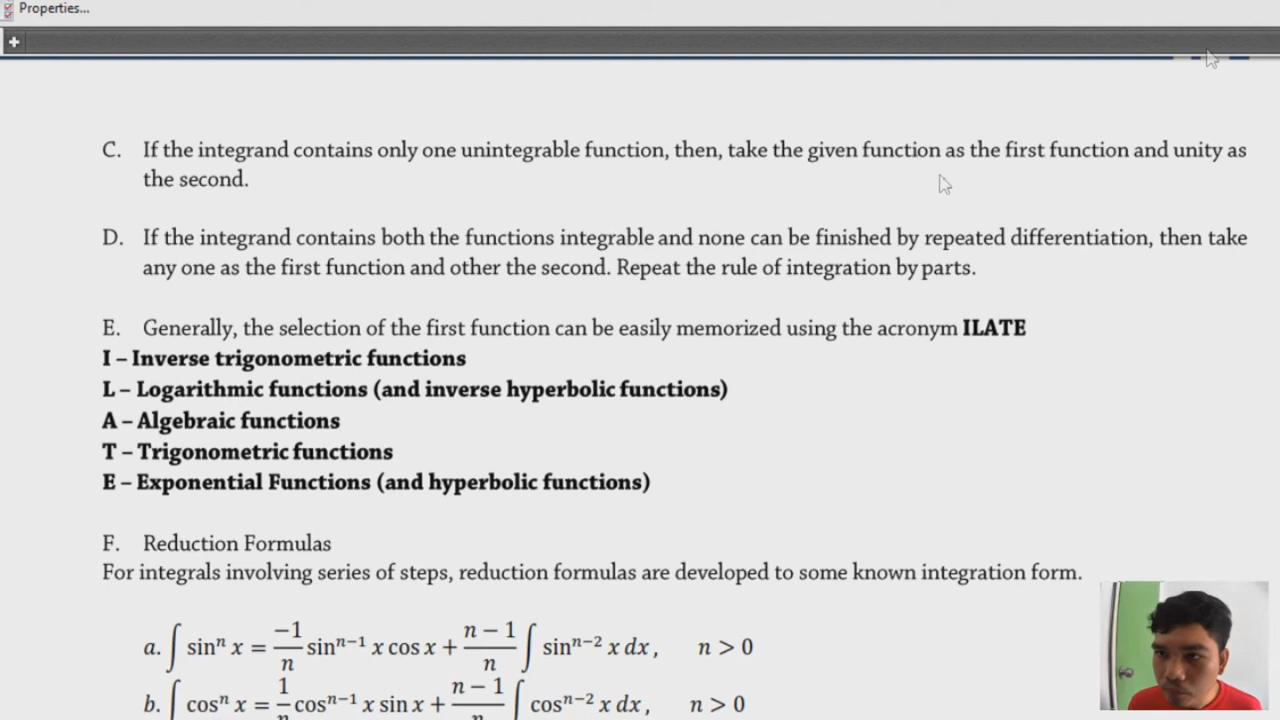 Properties...
C. If the integrand contains only one unintegrable function, then, take the given function as the first function and unity as
the second.
D. If the integrand contains both the functions integrable and none can be finished by repeated differentiation, then take
any one as the first function and other the second. Repeat the rule of integration by parts.
E. Generally, the selection of the first function can be easily memorized using the acronym ILATE
I – Inverse trigonometric functions
L – Logarithmic functions (and inverse hyperbolic functions)
A – Algebraic functions
T – Trigonometric functions
E – Exponential Functions (and hyperbolic functions)
F. Reduction Formulas
For integrals involving series of steps, reduction formulas are developed to some known integration form.
a. ∫ sinⁿ x = −1/n sinⁿ⁻¹ x cos x + n − 1/n ∫ sinⁿ⁻² x dx, n > 0
b. ∫ cosⁿ x = 1/n cosⁿ⁻¹ x sin x + n − 1/n ∫ cosⁿ⁻² x dx, n > 0